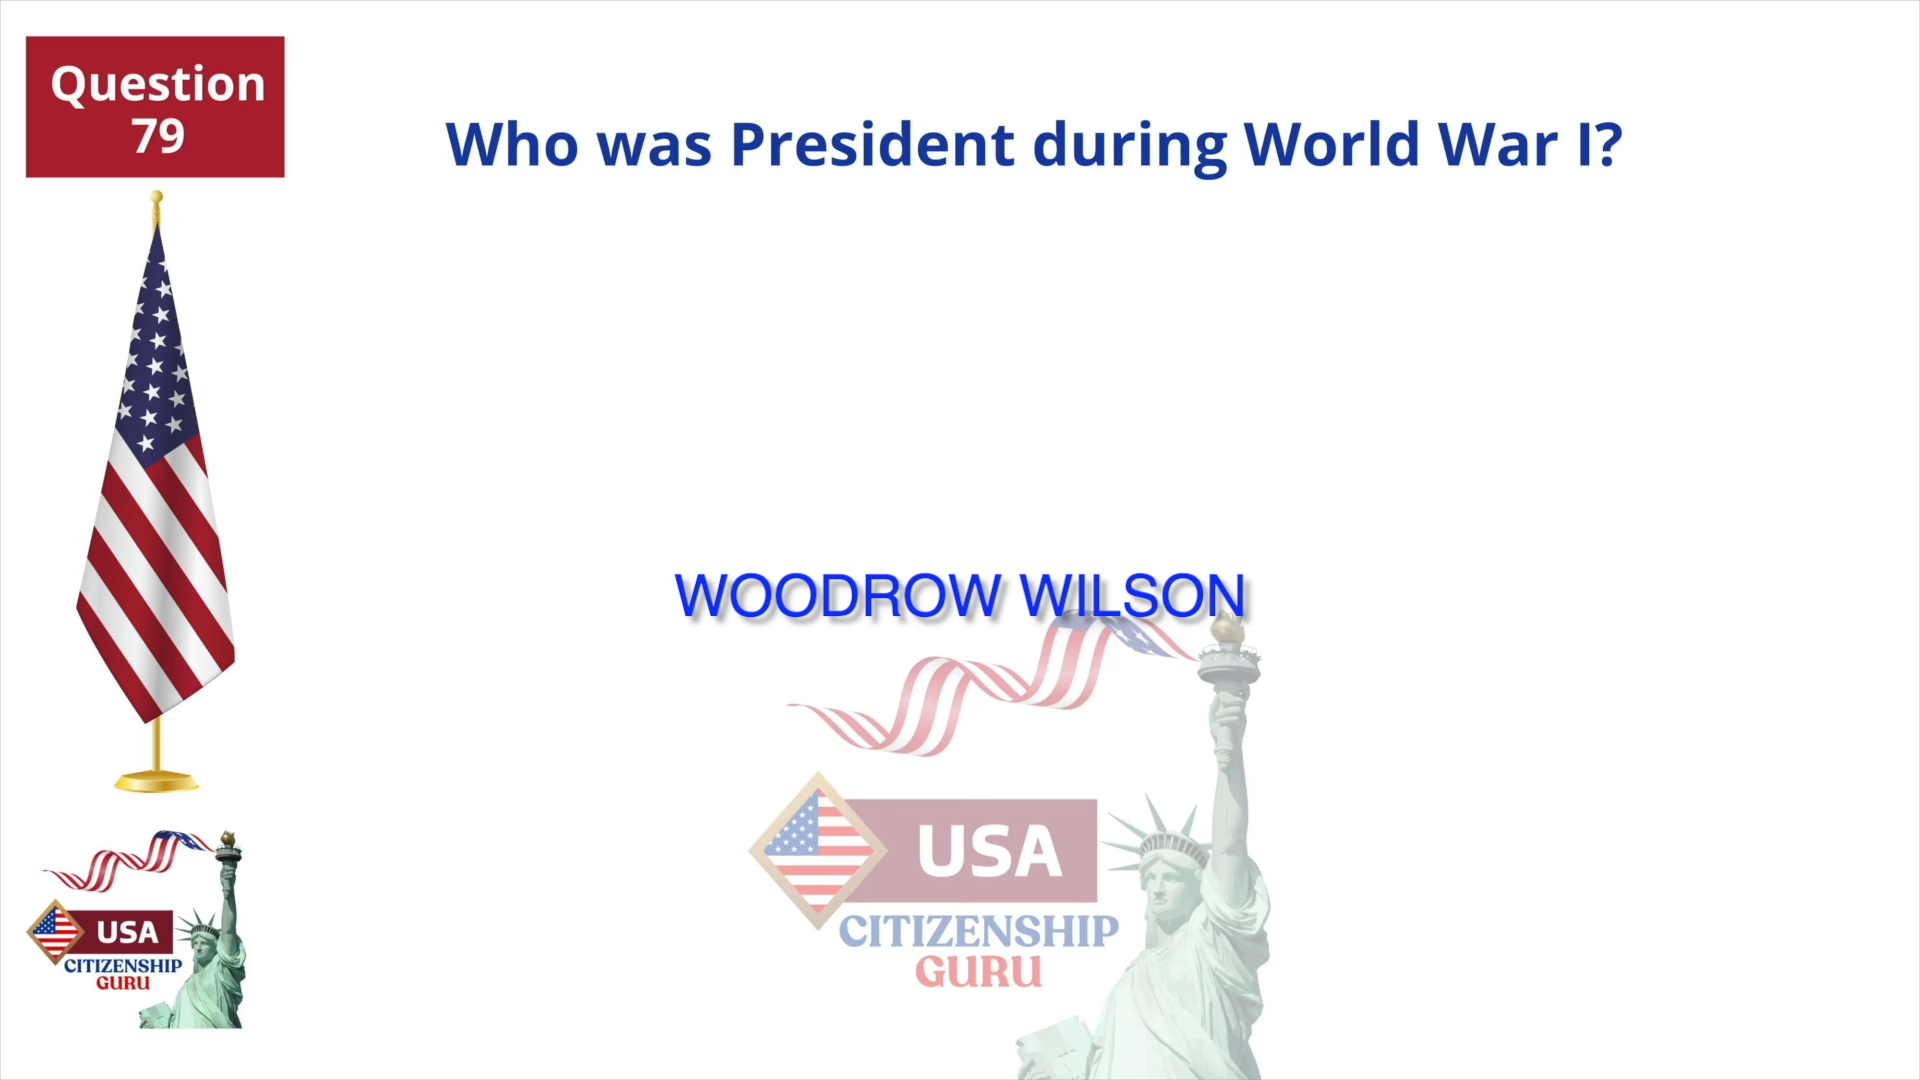 Question
79
Who was President during World War I?
WOODROW WILSON
USA
CITIZENSHIP
GURU
USA
CITIZENSHIP
GURU